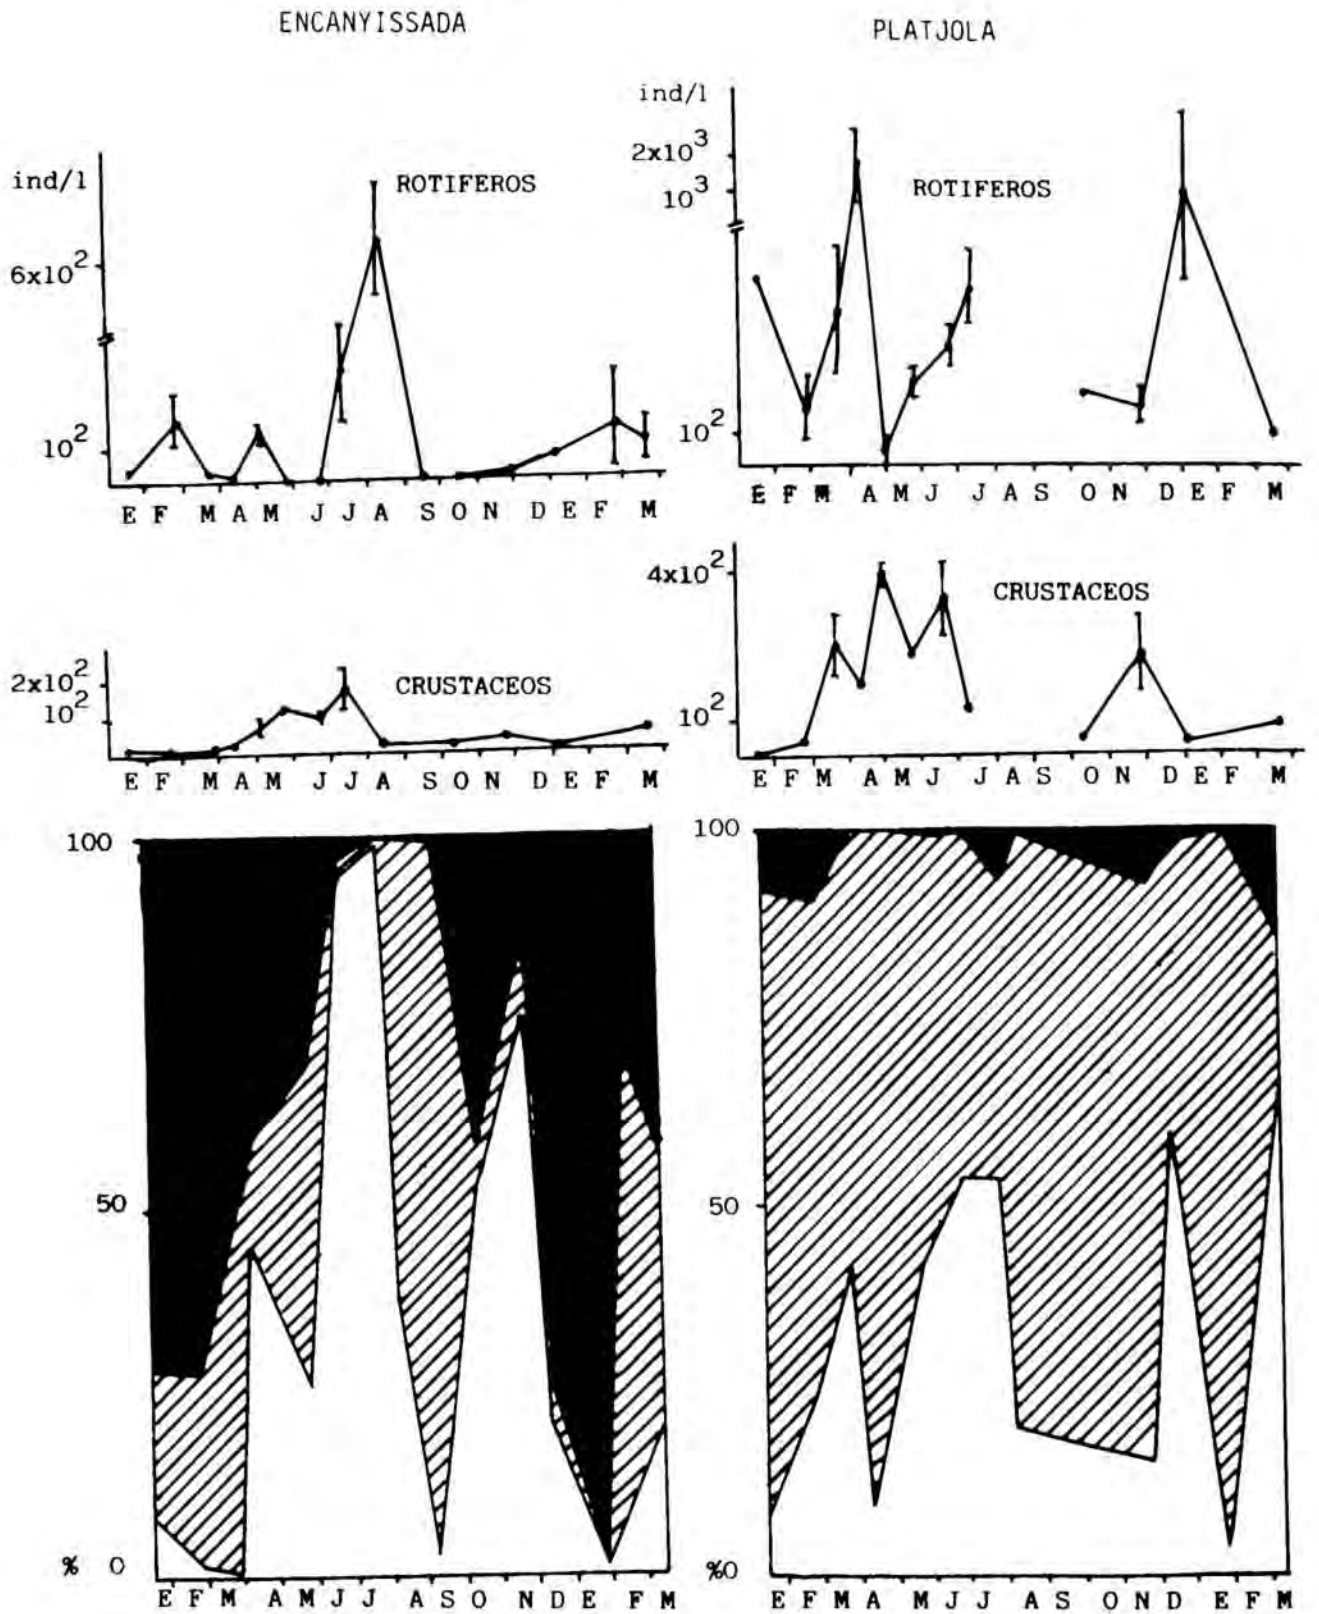 ENCANYISSADA
PLATJOLA
ind/l
ROTIFEROS
6x10²
10²
E F M A M J J A S O N D E F M
ind/l
2x10³
10³
ROTIFEROS
10²
E F M A M J J A S O N D E F M
2x10²
10²
CRUSTACEOS
E F M A M J J A S O N D E F M
4x10²
CRUSTACEOS
10²
E F M A M J J A S O N D E F M
100
50
% 0
E F M A M J J A S O N D E F M
100
50
%0
E F M A M J J A S O N D E F M